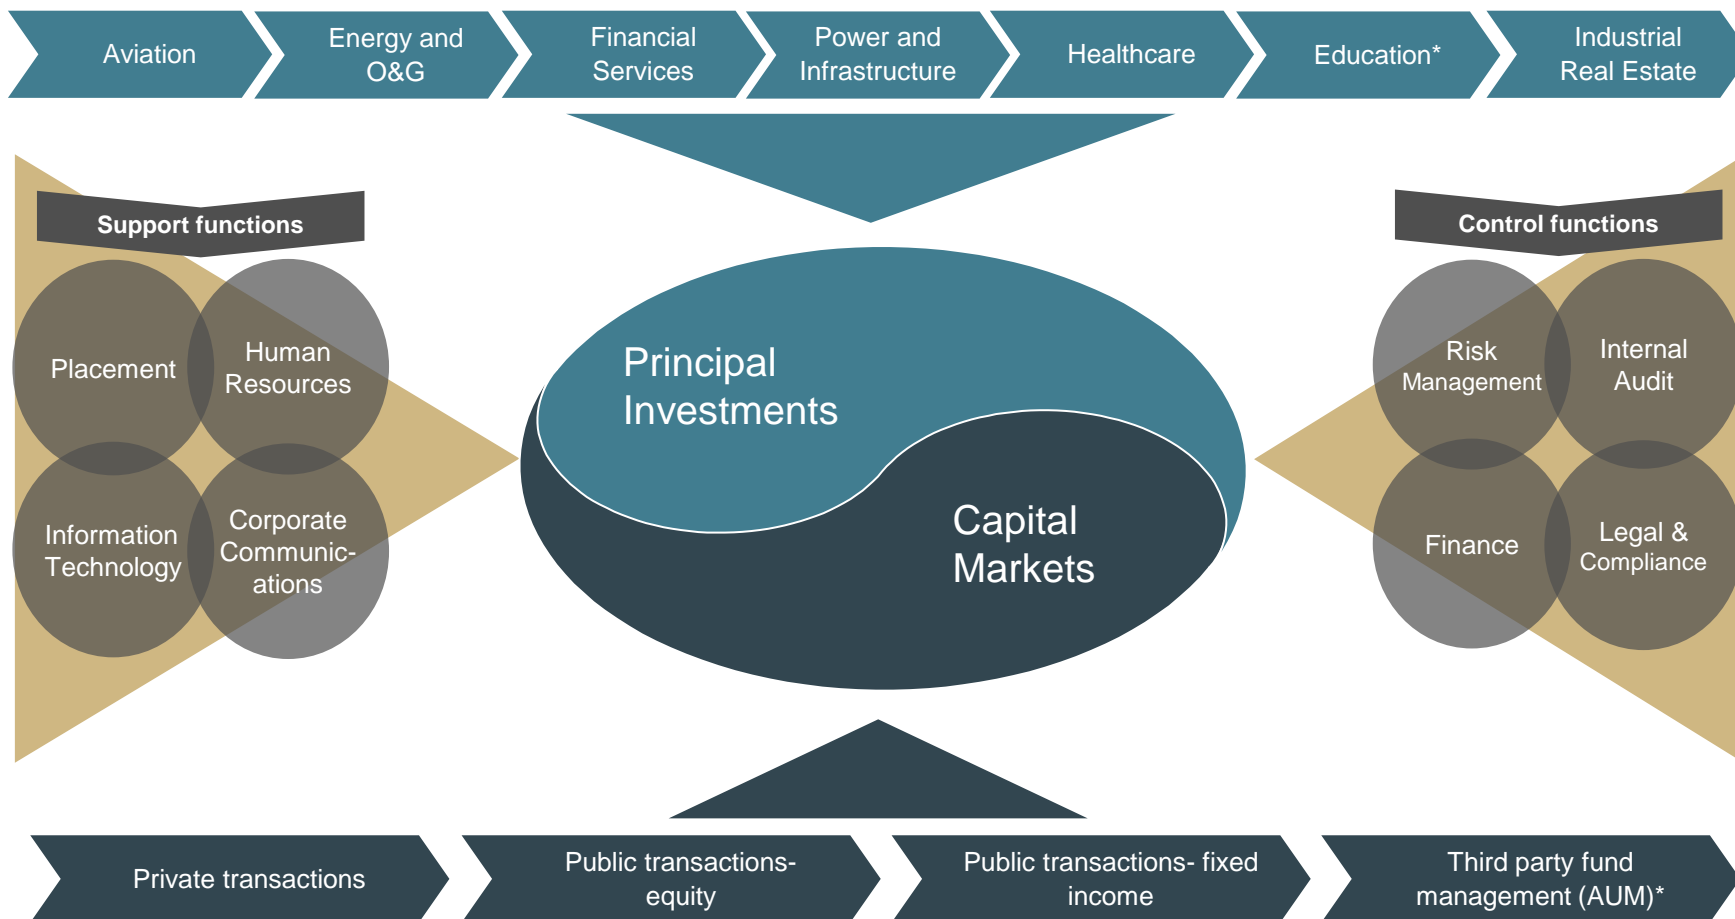 Aviation
Energy and
O&G
Financial
Services
Power and
Infrastructure
Healthcare
Education*
Industrial
Real Estate
Support functions
Placement
Human
Resources
Information
Technology
Corporate
Communic-
ations
Principal
Investments
Capital
Markets
Control functions
Risk
Management
Internal
Audit
Finance
Legal &
Compliance
Private transactions
Public transactions-
equity
Public transactions- fixed
income
Third party fund
management (AUM)*